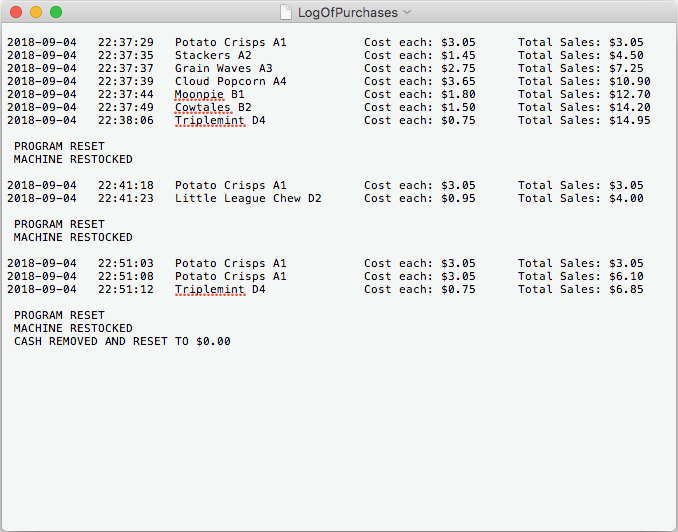 LogOfPurchases
2018-09-04 22:37:29 Potato Crisps A1 Cost each: $3.05 Total Sales: $3.05
2018-09-04 22:37:35 Stackers A2 Cost each: $1.45 Total Sales: $4.50
2018-09-04 22:37:37 Grain Waves A3 Cost each: $2.75 Total Sales: $7.25
2018-09-04 22:37:39 Cloud Popcorn A4 Cost each: $3.65 Total Sales: $10.90
2018-09-04 22:37:44 Moonpie B1 Cost each: $1.80 Total Sales: $12.70
2018-09-04 22:37:49 Cowtales B2 Cost each: $1.50 Total Sales: $14.20
2018-09-04 22:38:06 Triplemint D4 Cost each: $0.75 Total Sales: $14.95
PROGRAM RESET
MACHINE RESTOCKED
2018-09-04 22:41:18 Potato Crisps A1 Cost each: $3.05 Total Sales: $3.05
2018-09-04 22:41:23 Little League Chew D2 Cost each: $0.95 Total Sales: $4.00
PROGRAM RESET
MACHINE RESTOCKED
2018-09-04 22:51:03 Potato Crisps A1 Cost each: $3.05 Total Sales: $3.05
2018-09-04 22:51:08 Potato Crisps A1 Cost each: $3.05 Total Sales: $6.10
2018-09-04 22:51:12 Triplemint D4 Cost each: $0.75 Total Sales: $6.85
PROGRAM RESET
MACHINE RESTOCKED
CASH REMOVED AND RESET TO $0.00